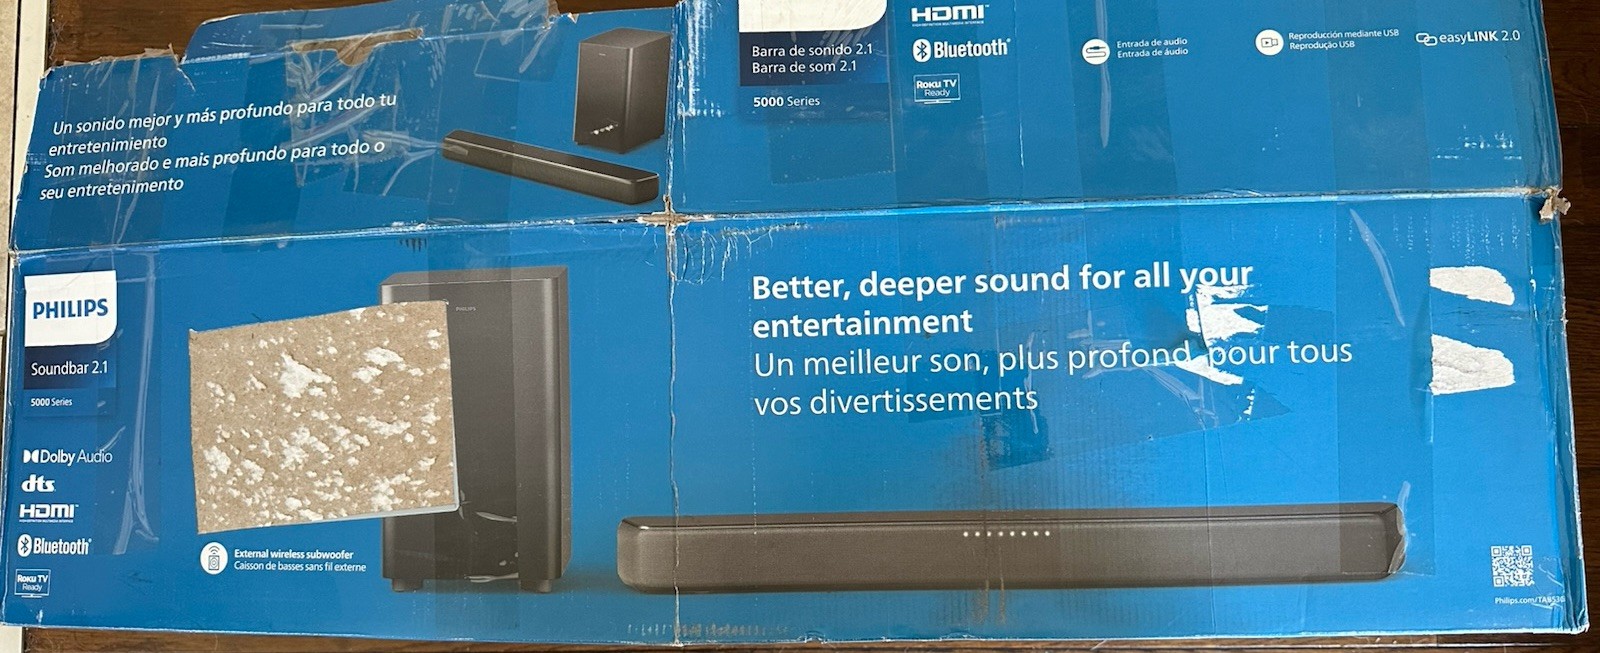 Un sonido mejor y más profundo para todo tu
entretenimiento
Som melhorado e mais profundo para todo o
seu entretenimento
Barra de sonido 2.1
Barra de som 2.1
5000 Series
HDMI
Bluetooth
Roku TV
Ready
Entrada de audio
Entrada de áudio
Reproducción mediante USB
Reprodução USB
easyLINK 2.0
PHILIPS
Soundbar 2.1
5000 Series
Dolby Audio
dts
HDMI
Bluetooth
Roku TV
Ready
PHILIPS
External wireless subwoofer
Caisson de basses sans fil externe
Better, deeper sound for all your
entertainment
Un meilleur son, plus profond, pour tous
vos divertissements